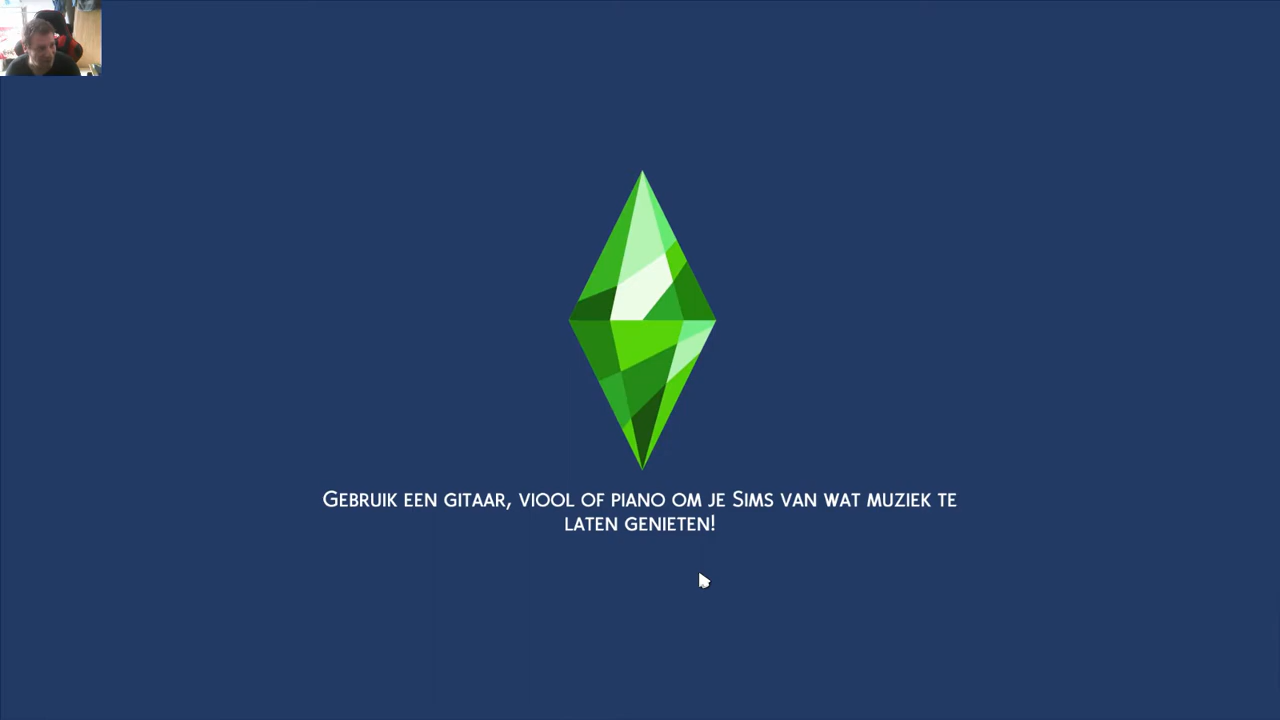 Gebruik een gitaar, viool of piano om je Sims van wat muziek te
laten genieten!